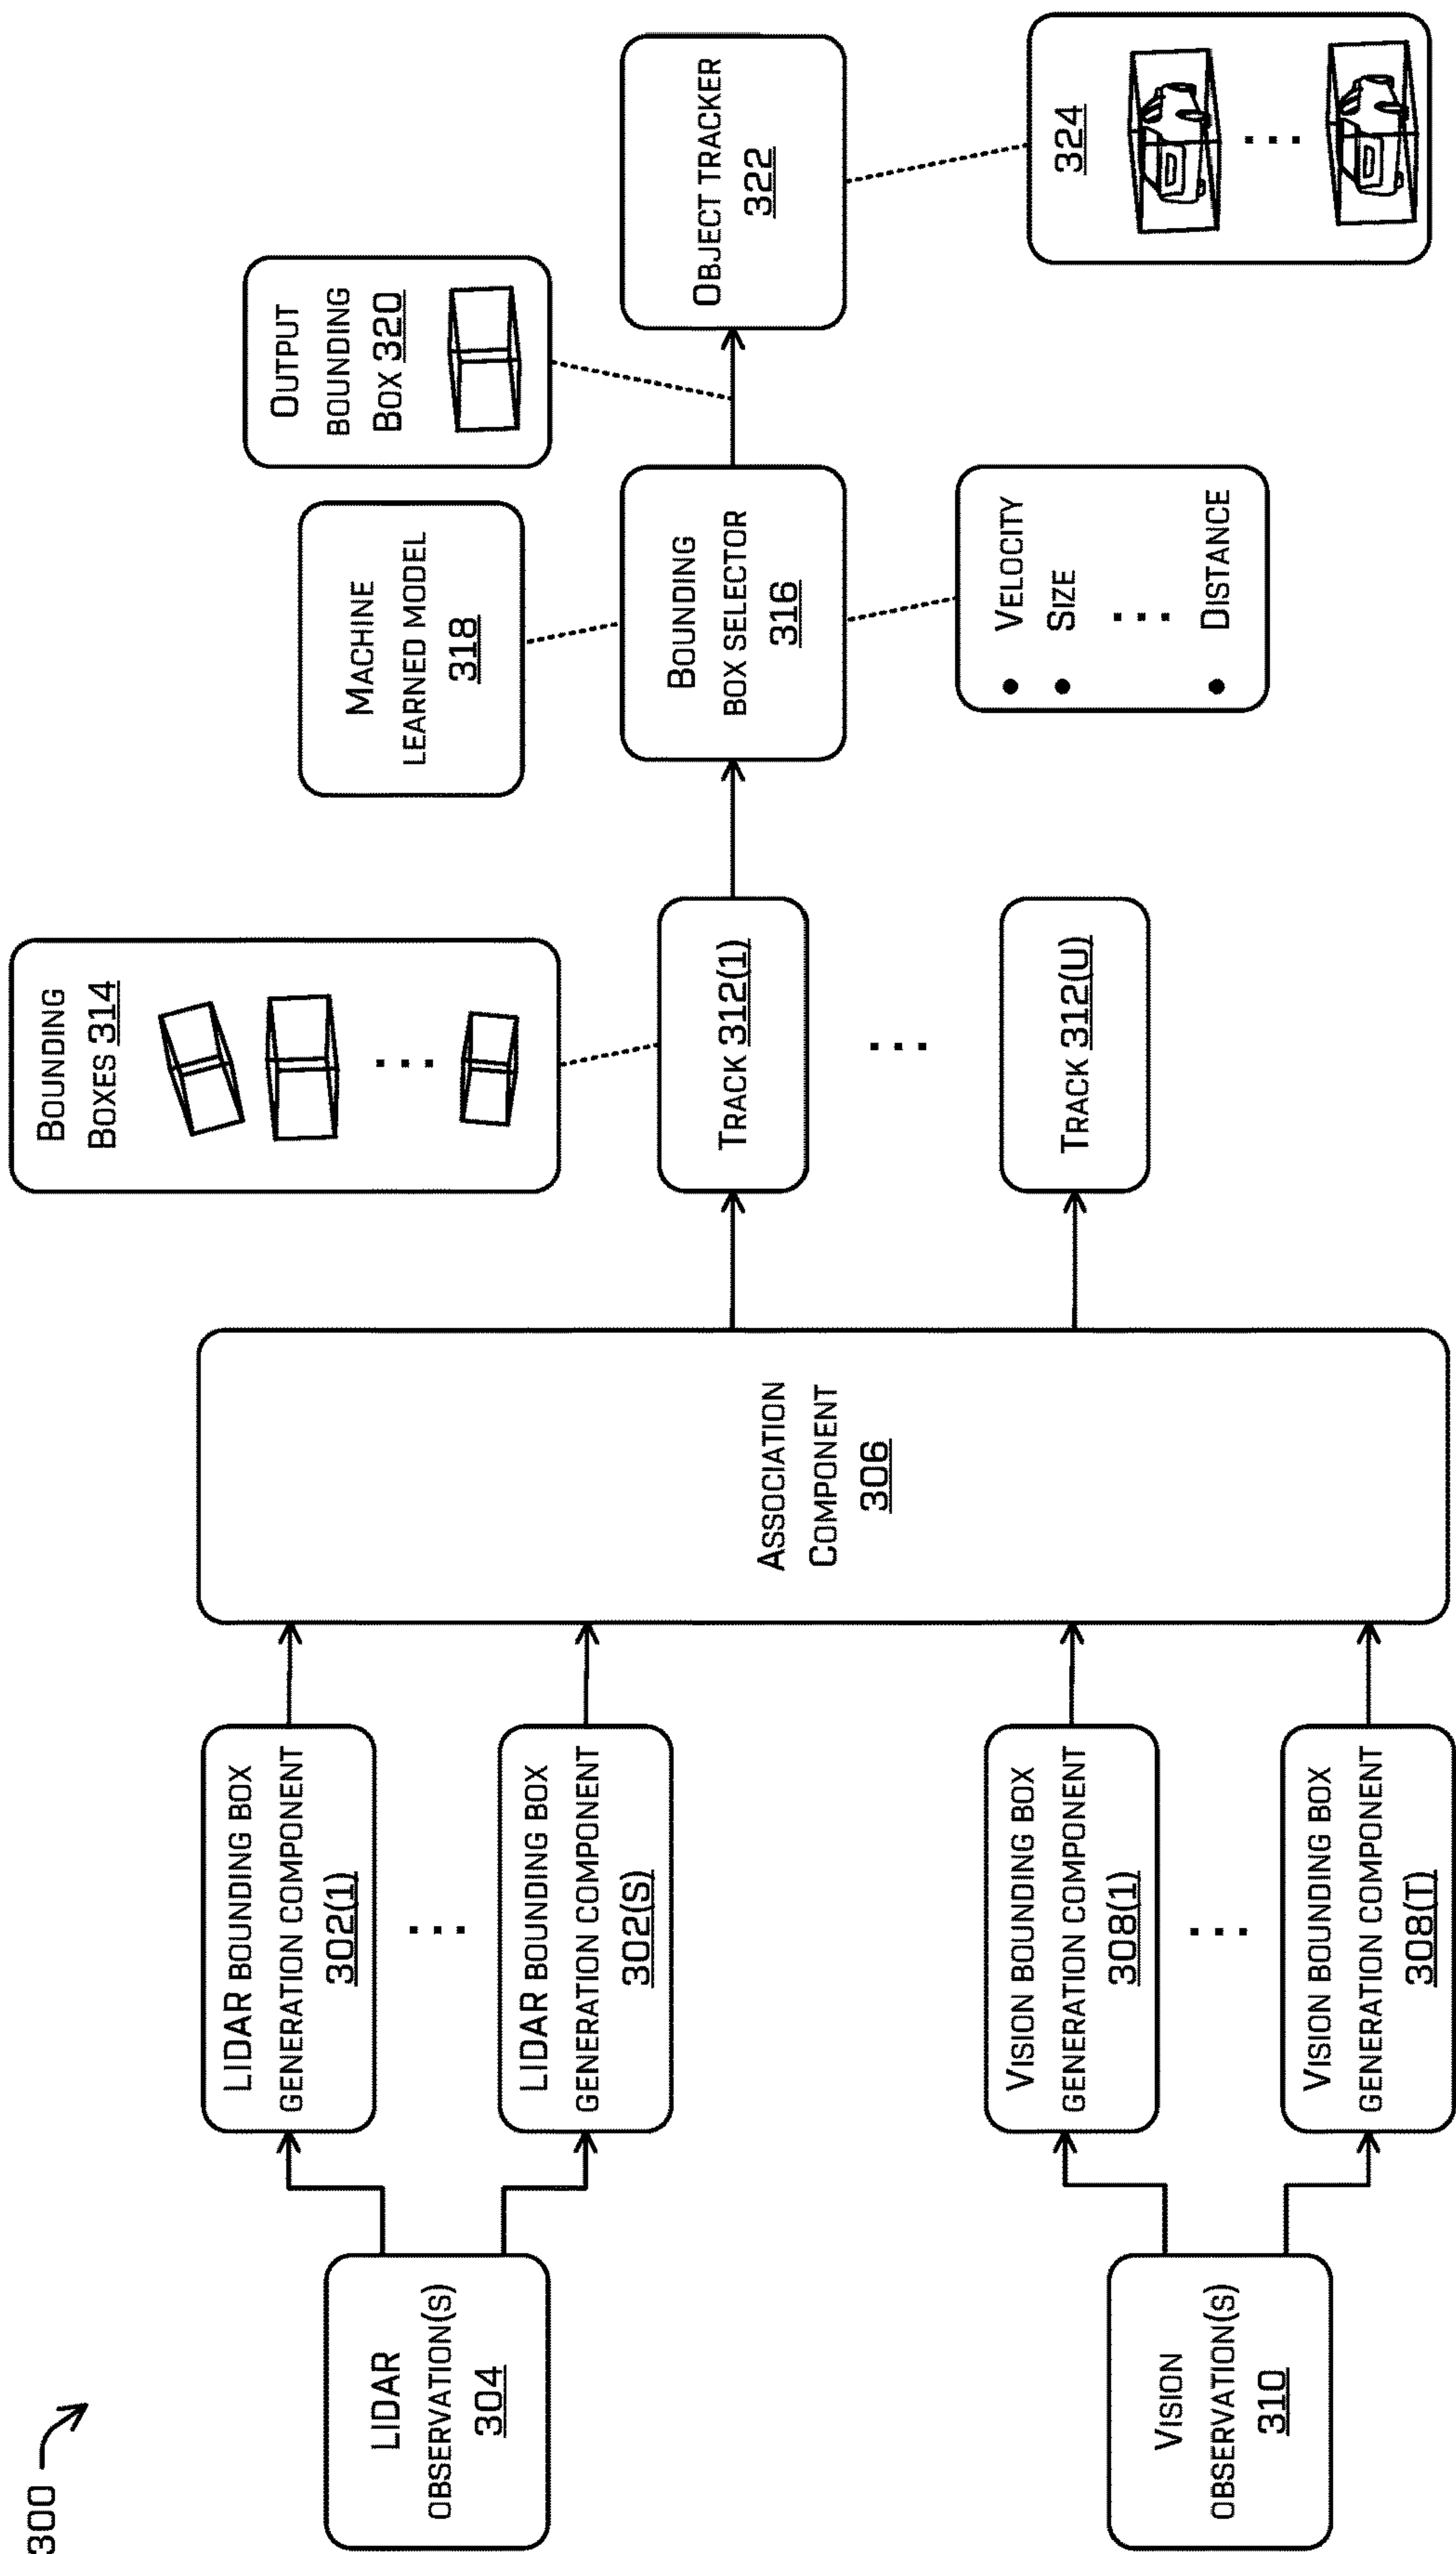 300
LIDAR
OBSERVATION(S)
304
VISION
OBSERVATION(S)
310
LIDAR BOUNDING BOX
GENERATION COMPONENT
302(1)
LIDAR BOUNDING BOX
GENERATION COMPONENT
302(S)
VISION BOUNDING BOX
GENERATION COMPONENT
308(1)
VISION BOUNDING BOX
GENERATION COMPONENT
308(T)
ASSOCIATION
COMPONENT
306
BOUNDING
BOXES 314
TRACK 312(1)
TRACK 312(U)
MACHINE
LEARNED MODEL
318
BOUNDING
BOX SELECTOR
316
• VELOCITY
• SIZE
• DISTANCE
OUTPUT
BOUNDING
BOX 320
OBJECT TRACKER
322
324